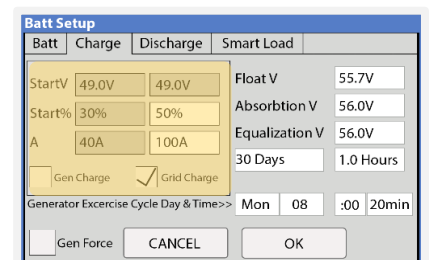 Batt Setup
Batt Charge Discharge Smart Load
StartV 49.0V 49.0V Float V 55.7V
Start% 30% 50% Absorbtion V 56.0V
A 40A 100A Equalization V 56.0V
30 Days 1.0 Hours
Gen Charge Grid Charge
Generator Excercise Cycle Day & Time>> Mon 08 :00 20min
Gen Force CANCEL OK